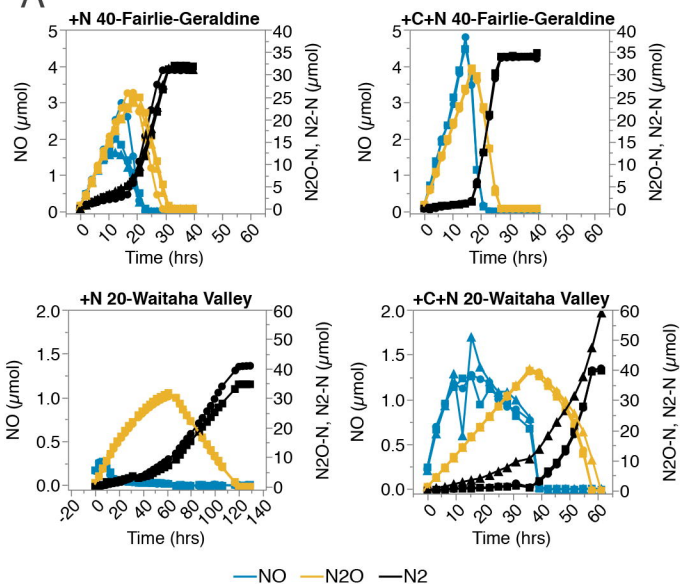 A
+N 40-Fairlie-Geraldine
+C+N 40-Fairlie-Geraldine
NO (µmol)
5
4
3
2
1
0
40
35
30
25
20
15
10
5
0
N2O-N, N2-N (µmol)
0 10 20 30 40 50 60
Time (hrs)
NO (µmol)
5
4
3
2
1
0
40
35
30
25
20
15
10
5
0
N2O-N, N2-N (µmol)
0 10 20 30 40 50 60
Time (hrs)
+N 20-Waitaha Valley
+C+N 20-Waitaha Valley
NO (µmol)
2.0
1.5
1.0
0.5
0.0
60
50
40
30
20
10
0
N2O-N, N2-N (µmol)
-20 0 20 40 60 80 100 120 140
Time (hrs)
NO (µmol)
2.0
1.5
1.0
0.5
0.0
60
50
40
30
20
10
0
N2O-N, N2-N (µmol)
0 10 20 30 40 50 60
Time (hrs)
NO N2O N2